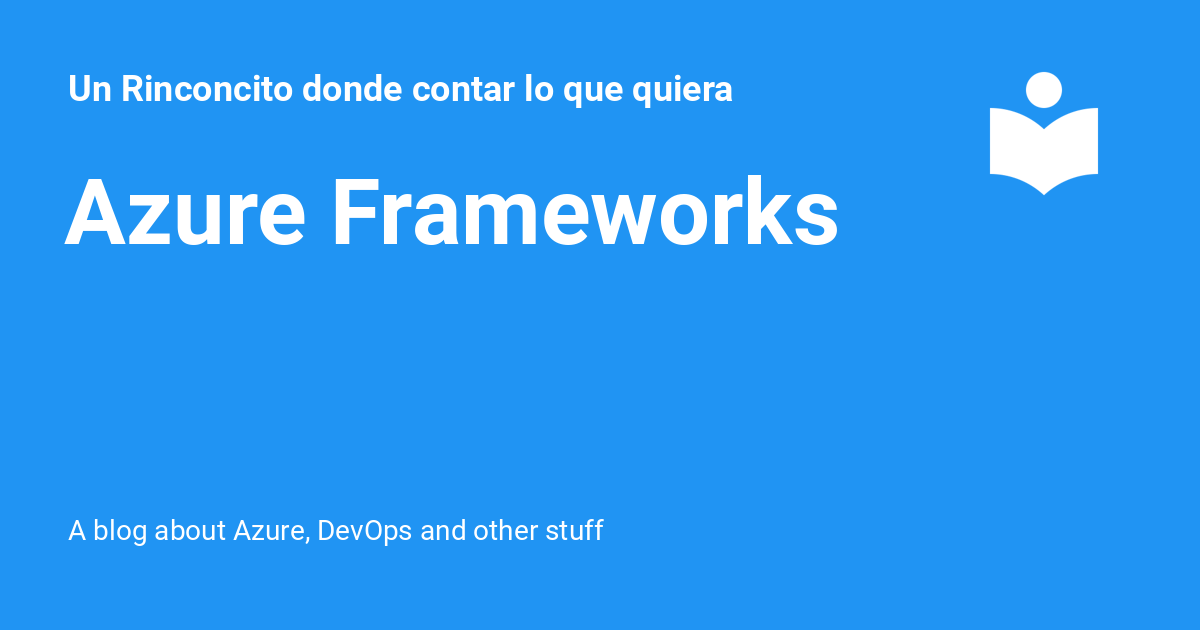 Un Rinconcito donde contar lo que quiera
Azure Frameworks
A blog about Azure, DevOps and other stuff